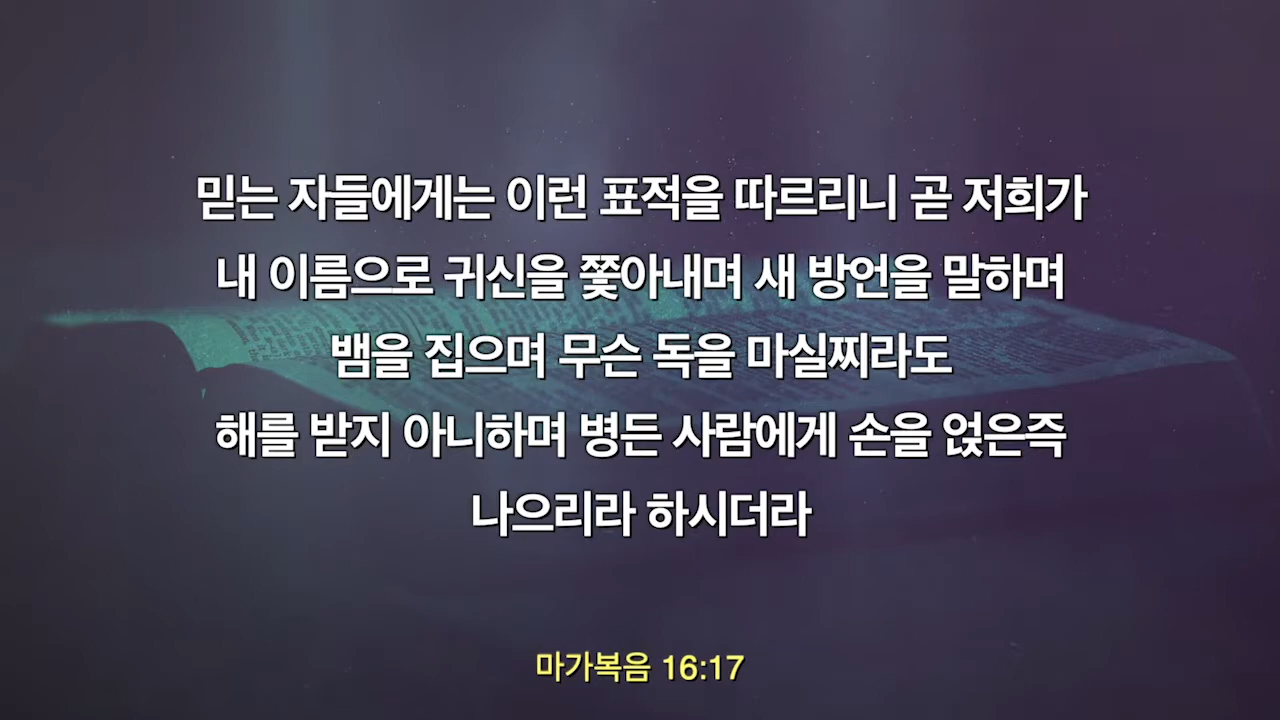 믿는 자들에게는 이런 표적을 따르리니 곧 저희가
내 이름으로 귀신을 쫓아내며 새 방언을 말하며
뱀을 집으며 무슨 독을 마실찌라도
해를 받지 아니하며 병든 사람에게 손을 얹은즉
나으리라 하시더라
마가복음 16:17